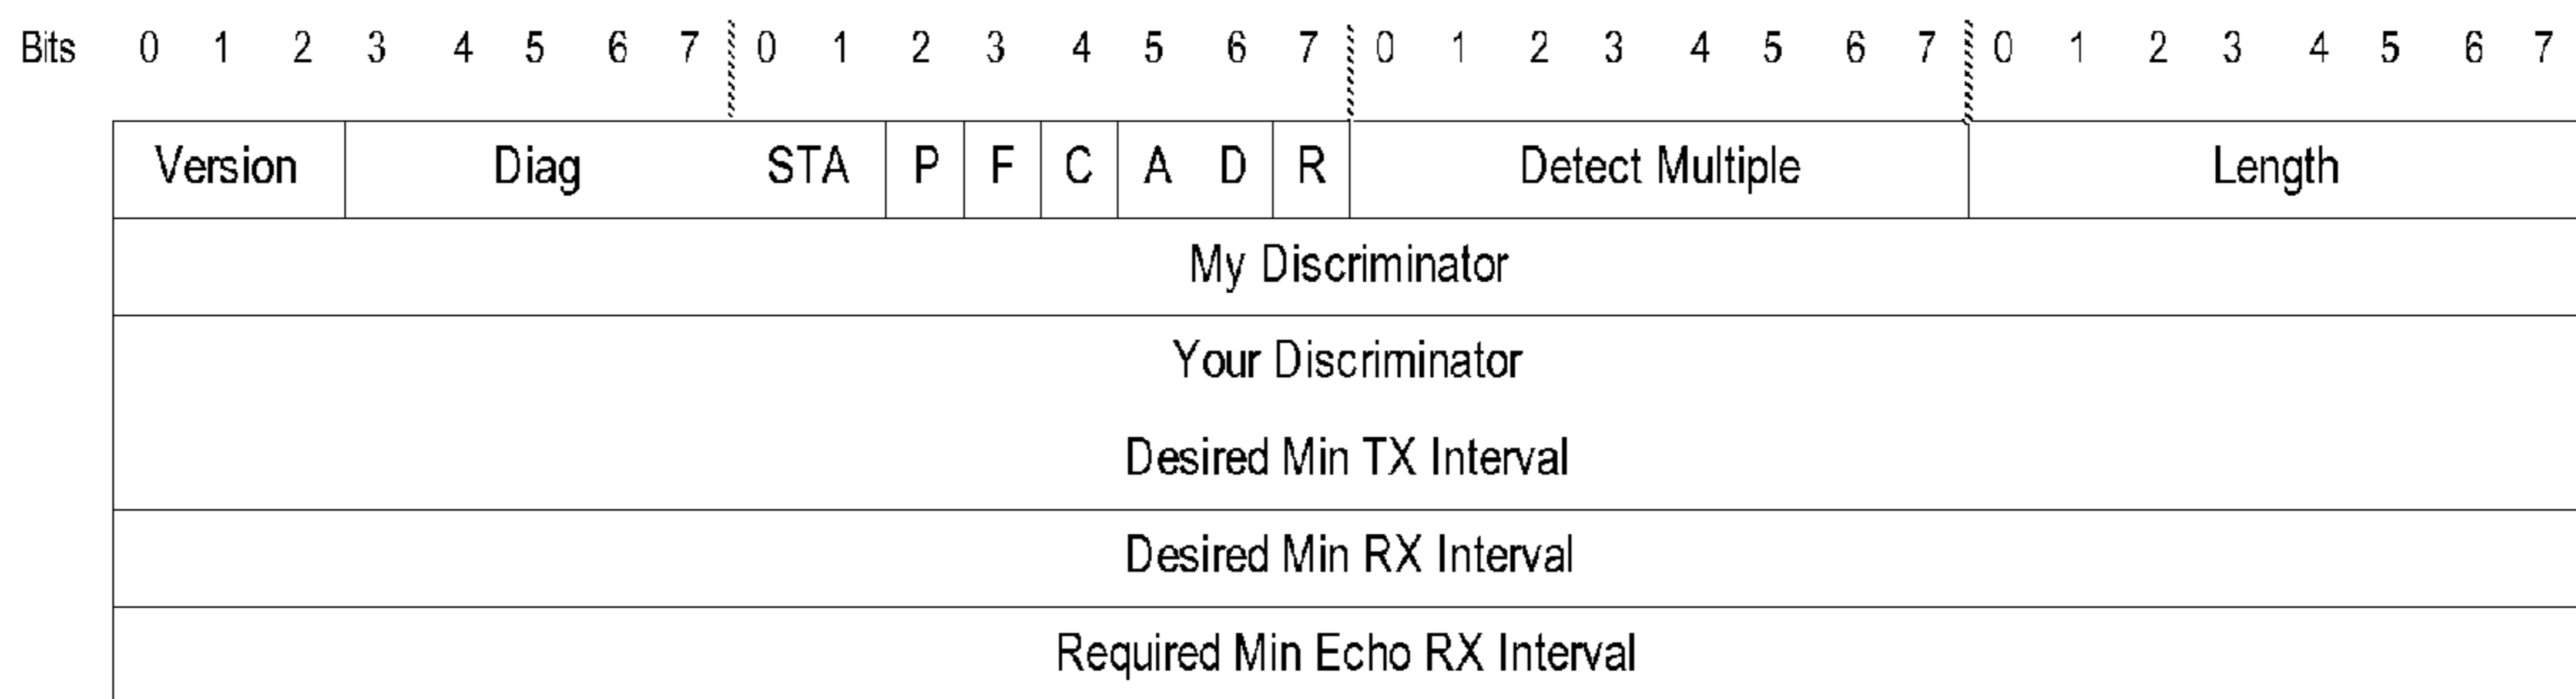 Bits 0 1 2 3 4 5 6 7 0 1 2 3 4 5 6 7 0 1 2 3 4 5 6 7 0 1 2 3 4 5 6 7
Version Diag STA P F C A D R Detect Multiple Length
My Discriminator
Your Discriminator
Desired Min TX Interval
Desired Min RX Interval
Required Min Echo RX Interval